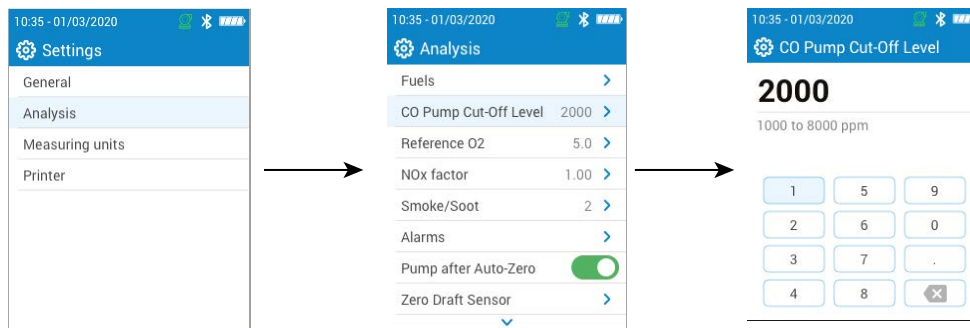 10:35 - 01/03/2020
Settings
General
Analysis
Measuring units
Printer
10:35 - 01/03/2020
Analysis
Fuels
CO Pump Cut-Off Level 2000
Reference O2 5.0
NOx factor 1.00
Smoke/Soot 2
Alarms
Pump after Auto-Zero
Zero Draft Sensor
10:35 - 01/03/2020
CO Pump Cut-Off Level
2000
1000 to 8000 ppm
1 5 9
2 6 0
3 7 .
4 8